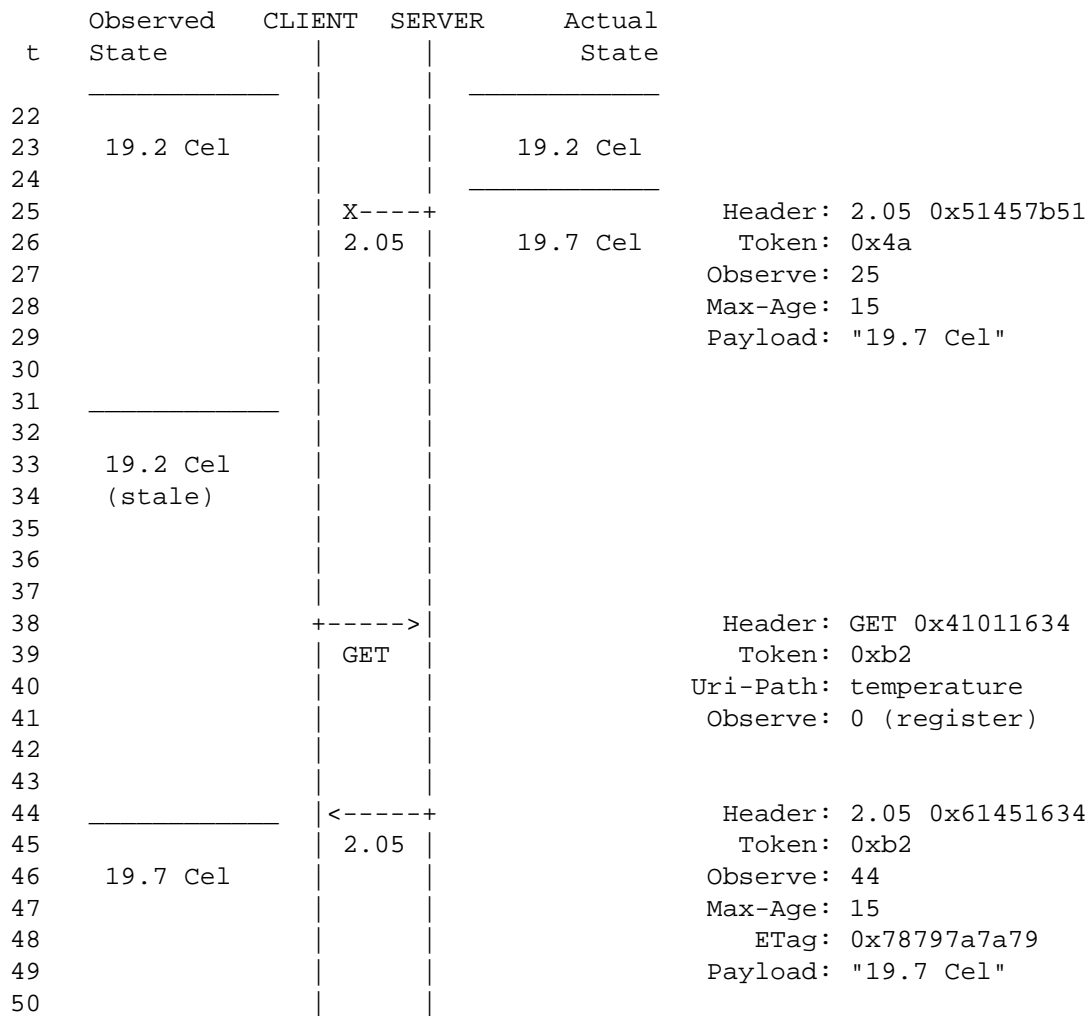 Observed   CLIENT  SERVER     Actual
  t   State         |      |         State
      ____________  |      |  ____________
 22                 |      |
 23    19.2 Cel     |      |     19.2 Cel
 24                 |      |  ____________
 25                 | X----+                  Header: 2.05 0x51457b51
 26                 | 2.05 |     19.7 Cel      Token: 0x4a
 27                 |      |                 Observe: 25
 28                 |      |                 Max-Age: 15
 29                 |      |                 Payload: "19.7 Cel"
 30                 |      |
 31   ____________  |      |
 32                 |      |
 33    19.2 Cel     |      |
 34    (stale)      |      |
 35                 |      |
 36                 |      |
 37                 |      |
 38                 +----->|                  Header: GET 0x41011634
 39                 | GET  |                   Token: 0xb2
 40                 |      |                Uri-Path: temperature
 41                 |      |                 Observe: 0 (register)
 42                 |      |
 43                 |      |
 44   ____________  |<-----+                  Header: 2.05 0x61451634
 45                 | 2.05 |                   Token: 0xb2
 46    19.7 Cel     |      |                 Observe: 44
 47                 |      |                 Max-Age: 15
 48                 |      |                    ETag: 0x78797a7a79
 49                 |      |                 Payload: "19.7 Cel"
 50                 |      |